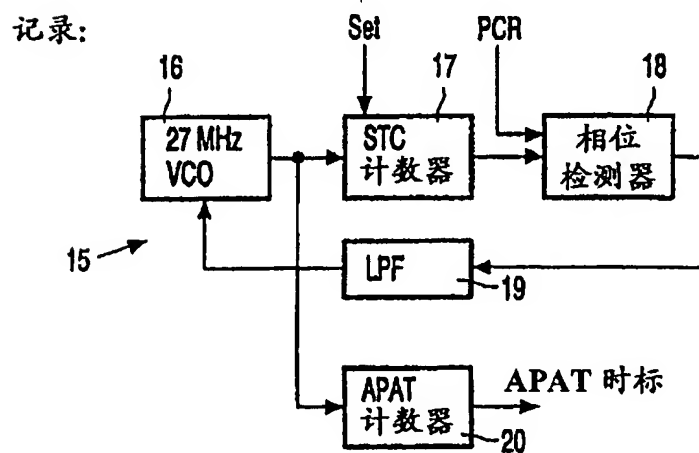 记录:
Set
PCR
16
17
18
27 MHz
VCO
STC
计数器
相位
检测器
15
LPF
19
APAT
计数器
APAT 时标
20